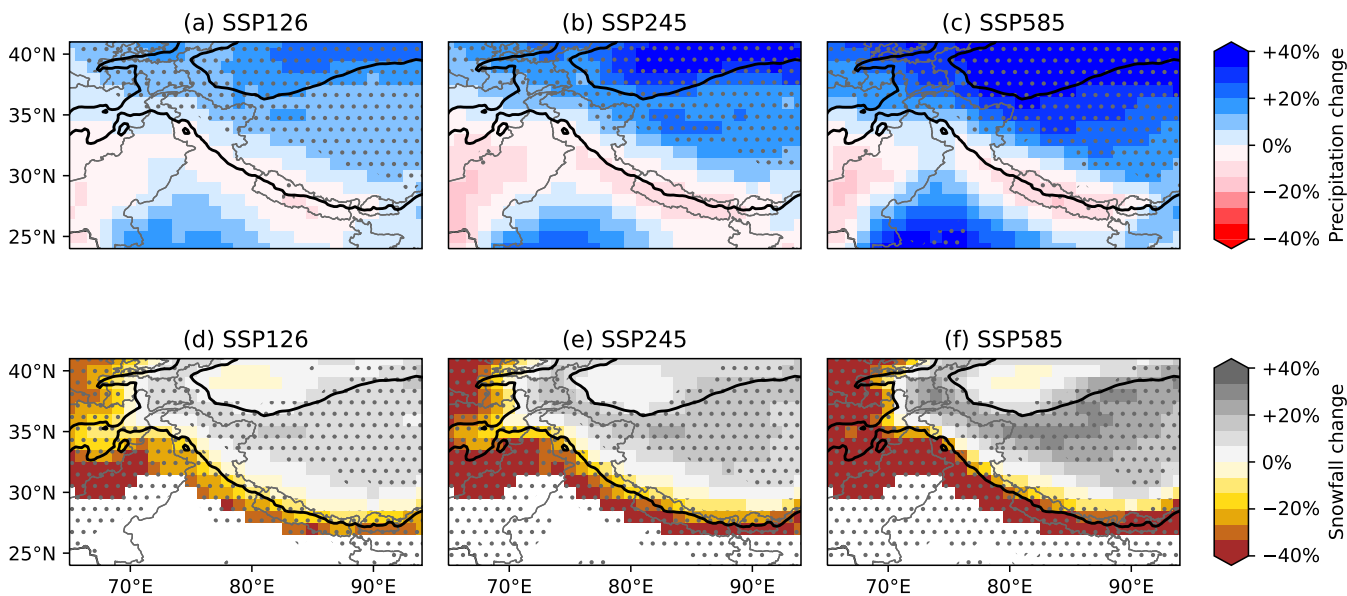 (a) SSP126 (b) SSP245 (c) SSP585
40°N
35°N
30°N
25°N
+40%
+20%
0%
−20%
−40%
Precipitation change
(d) SSP126 (e) SSP245 (f) SSP585
40°N
35°N
30°N
25°N
70°E 80°E 90°E 70°E 80°E 90°E 70°E 80°E 90°E
+40%
+20%
0%
−20%
−40%
Snowfall change